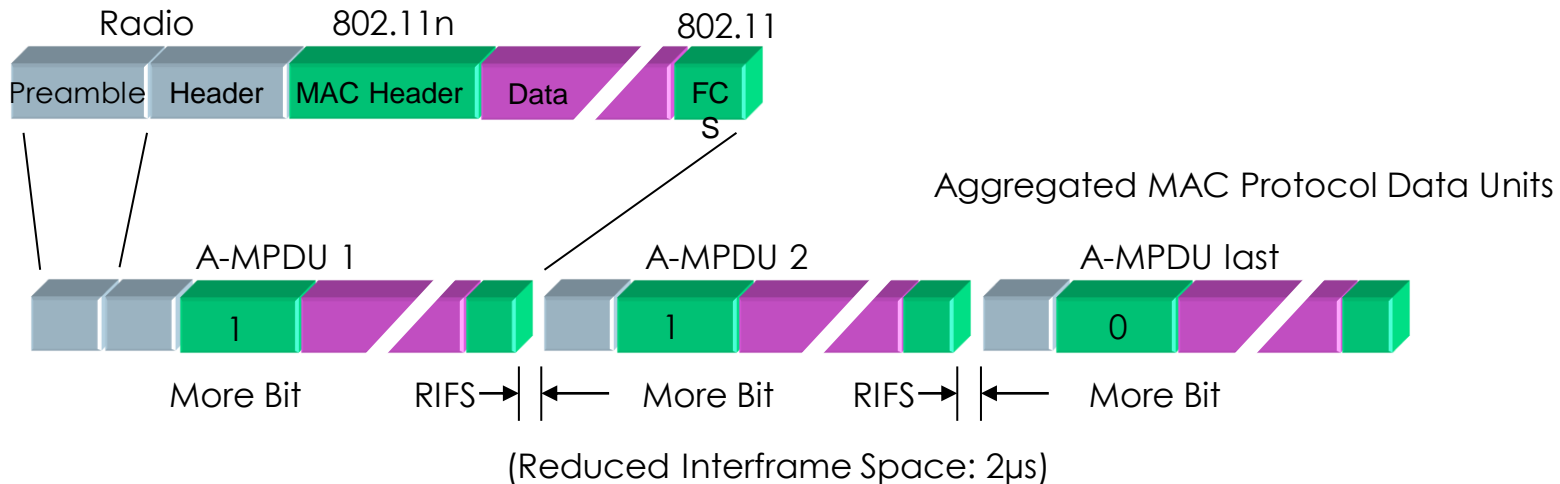 Radio 802.11n 802.11
Preamble Header MAC Header Data FC
S
Aggregated MAC Protocol Data Units
A-MPDU 1 A-MPDU 2 A-MPDU last
1 1 0
More Bit RIFS More Bit RIFS More Bit
(Reduced Interframe Space: 2µs)